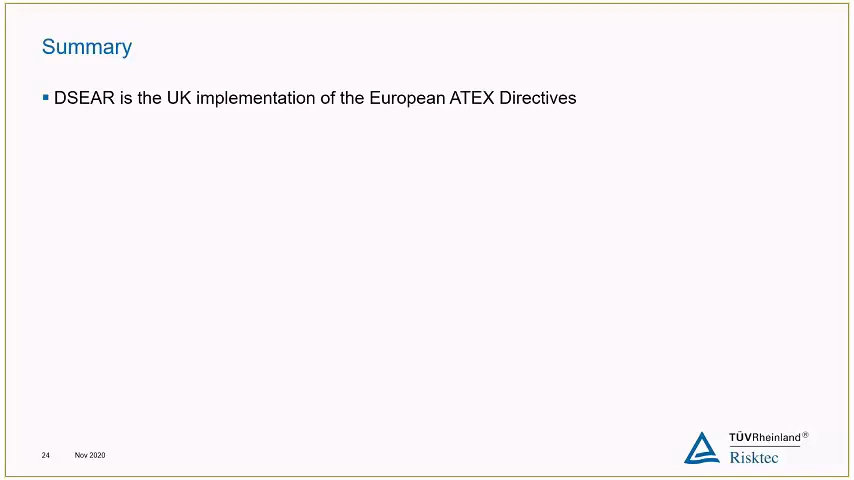 Summary
▪ DSEAR is the UK implementation of the European ATEX Directives
24 Nov 2020
TÜVRheinland®
Risktec